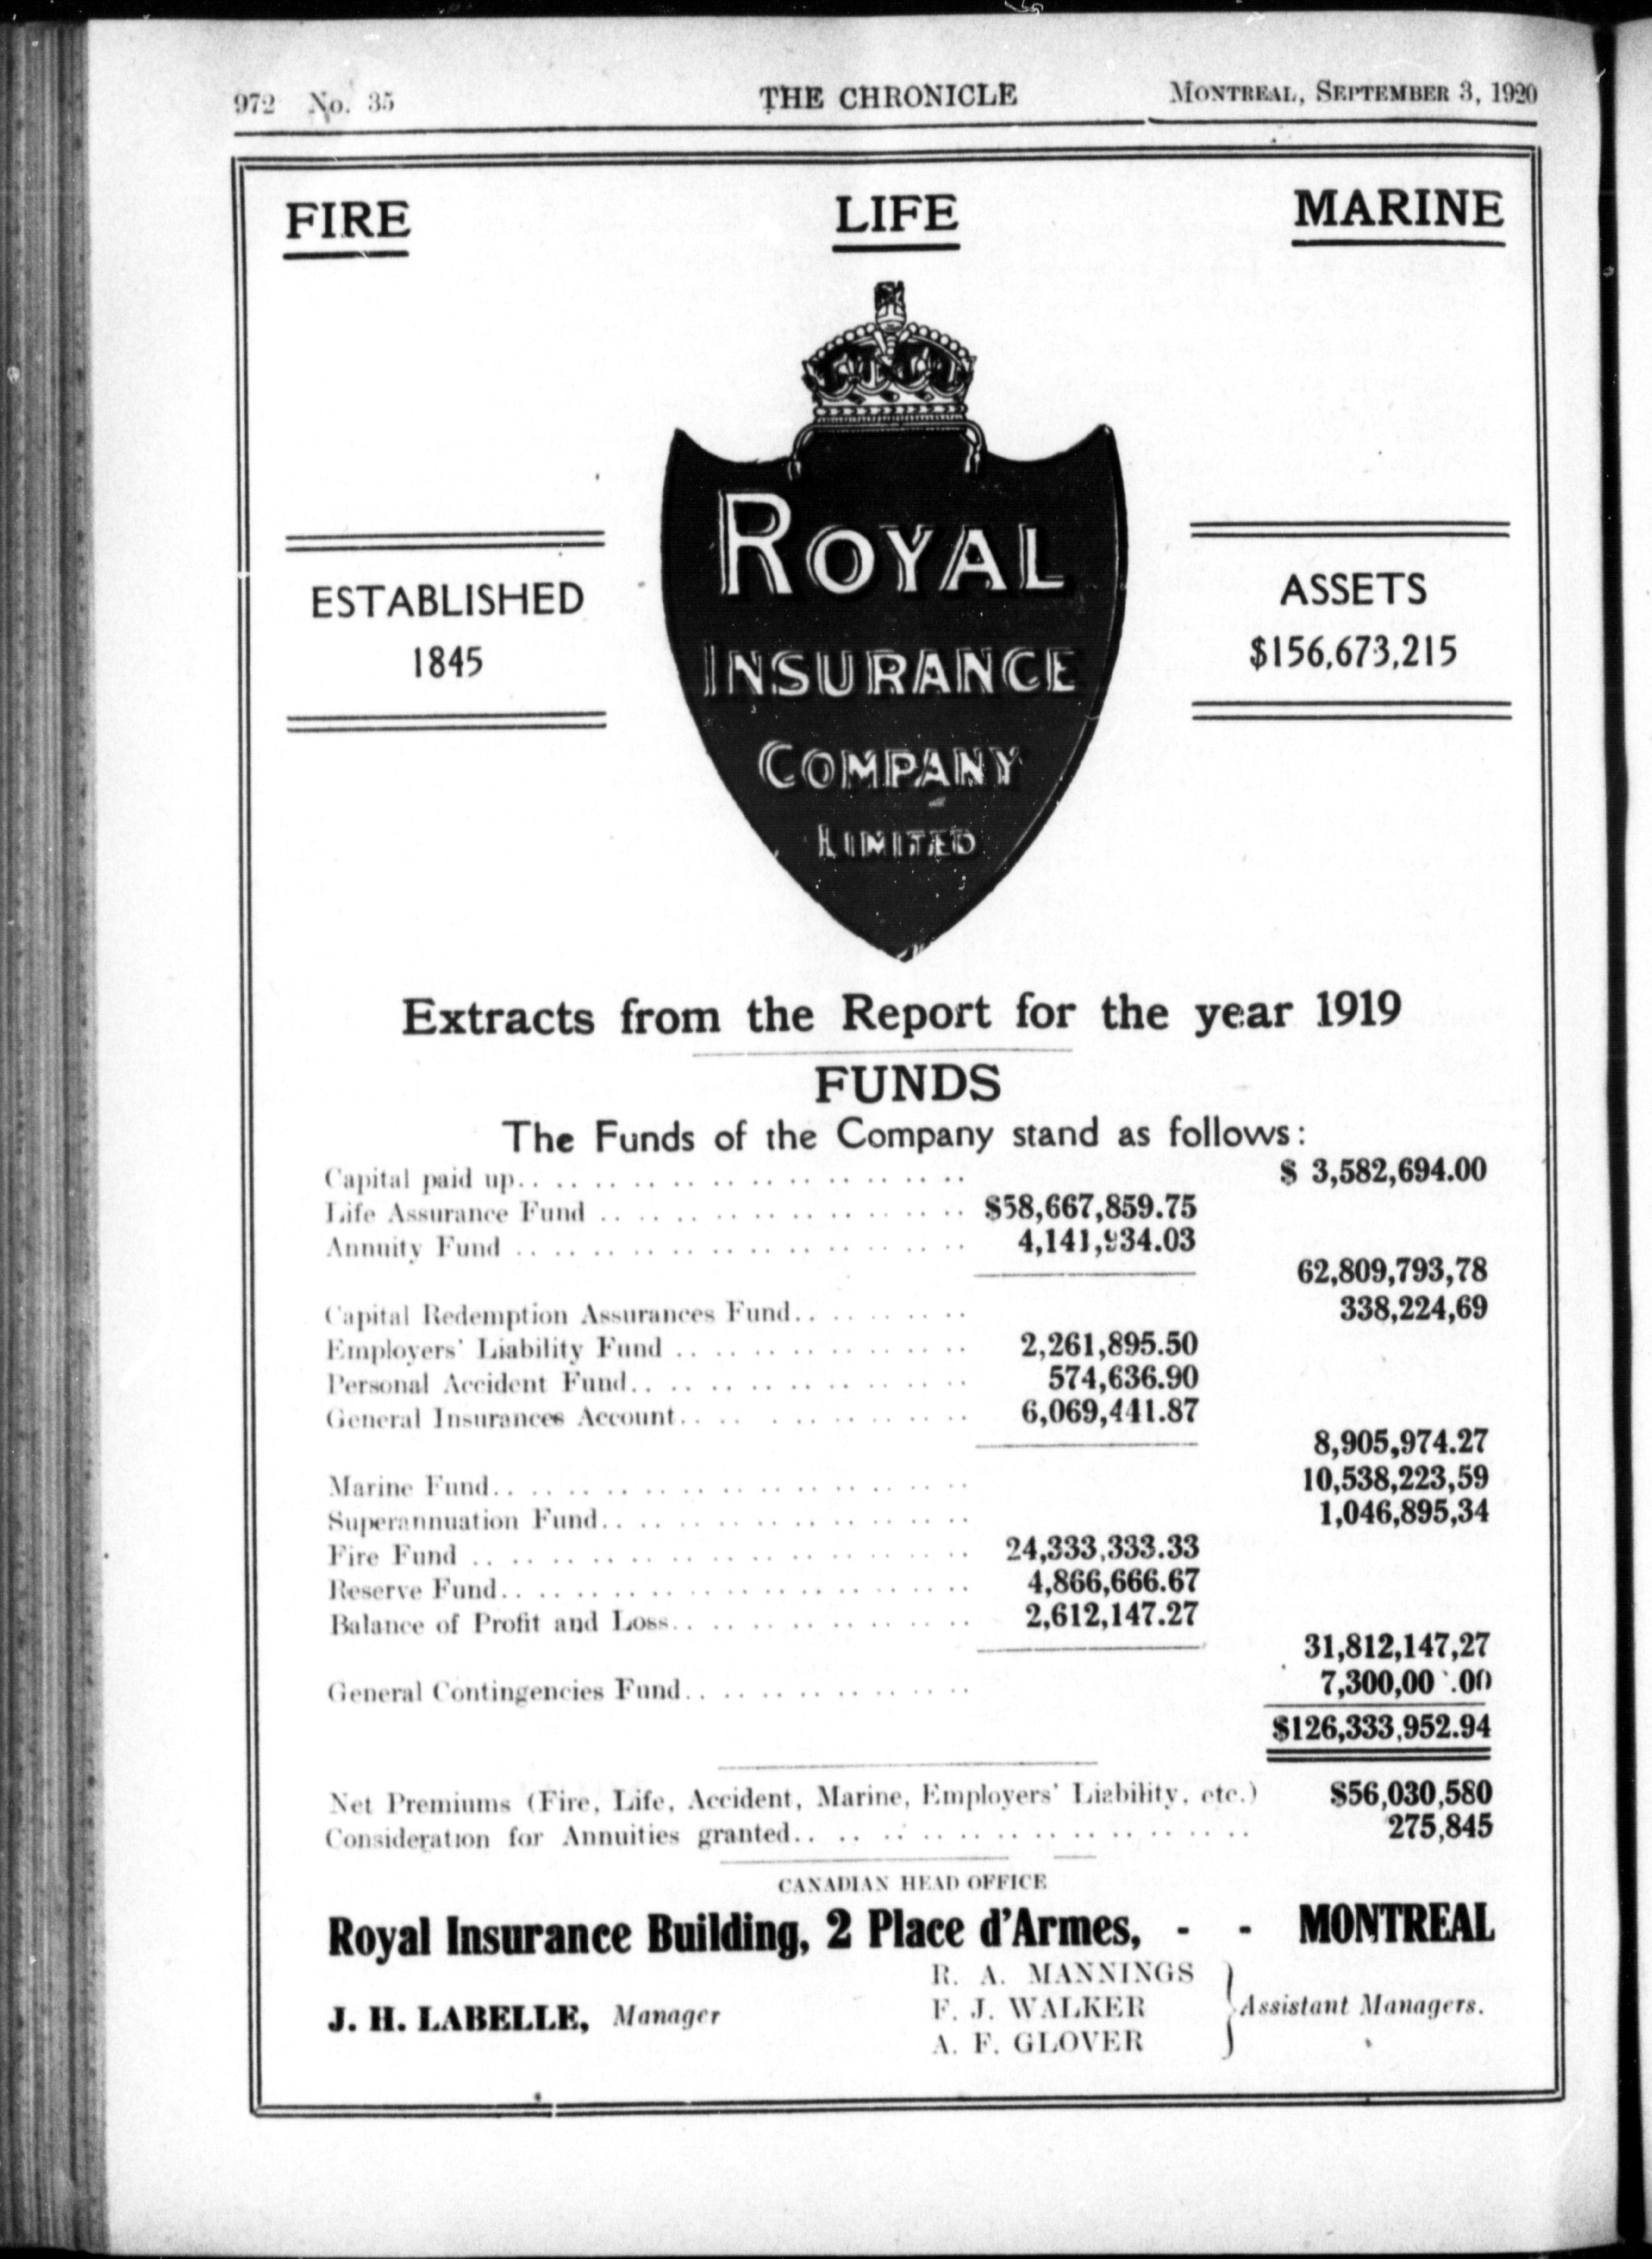 972 No. 35 THE CHRONICLE MONTREAL, SEPTEMBER 3, 1920
FIRE LIFE MARINE
ROYAL
INSURANCE
COMPANY
LIMITED
ESTABLISHED
1845
ASSETS
$156,673,215
Extracts from the Report for the year 1919
FUNDS
The Funds of the Company stand as follows:
Capital paid up.. .. .. .. .. .. .. .. .. .. .. .. $ 3,582,694.00
Life Assurance Fund .. .. .. .. .. .. .. .. .. .. $58,667,859.75
Annuity Fund .. .. .. .. .. .. .. .. .. .. .. .. 4,141,934.03
62,809,793,78
Capital Redemption Assurances Fund.. .. .. .. .. 338,224,69
Employers' Liability Fund .. .. .. .. .. .. .. .. 2,261,895.50
Personal Accident Fund.. .. .. .. .. .. .. .. .. 574,636.90
General Insurances Account.. .. .. .. .. .. .. .. 6,069,441.87
8,905,974.27
Marine Fund.. .. .. .. .. .. .. .. .. .. .. .. .. 10,538,223,59
Superannuation Fund.. .. .. .. .. .. .. .. .. .. 1,046,895,34
Fire Fund .. .. .. .. .. .. .. .. .. .. .. .. .. 24,333,333.33
Reserve Fund.. .. .. .. .. .. .. .. .. .. .. .. 4,866,666.67
Balance of Profit and Loss.. .. .. .. .. .. .. .. 2,612,147.27
31,812,147,27
General Contingencies Fund.. .. .. .. .. .. .. .. 7,300,00 .00
$126,333,952.94
Net Premiums (Fire, Life, Accident, Marine, Employers' Liability, etc.) $56,030,580
Consideration for Annuities granted.. .. .. .. .. .. .. .. .. .. .. .. 275,845
CANADIAN HEAD OFFICE
Royal Insurance Building, 2 Place d'Armes, - - MONTREAL
R. A. MANNINGS
J. H. LABELLE, Manager F. J. WALKER Assistant Managers.
A. F. GLOVER